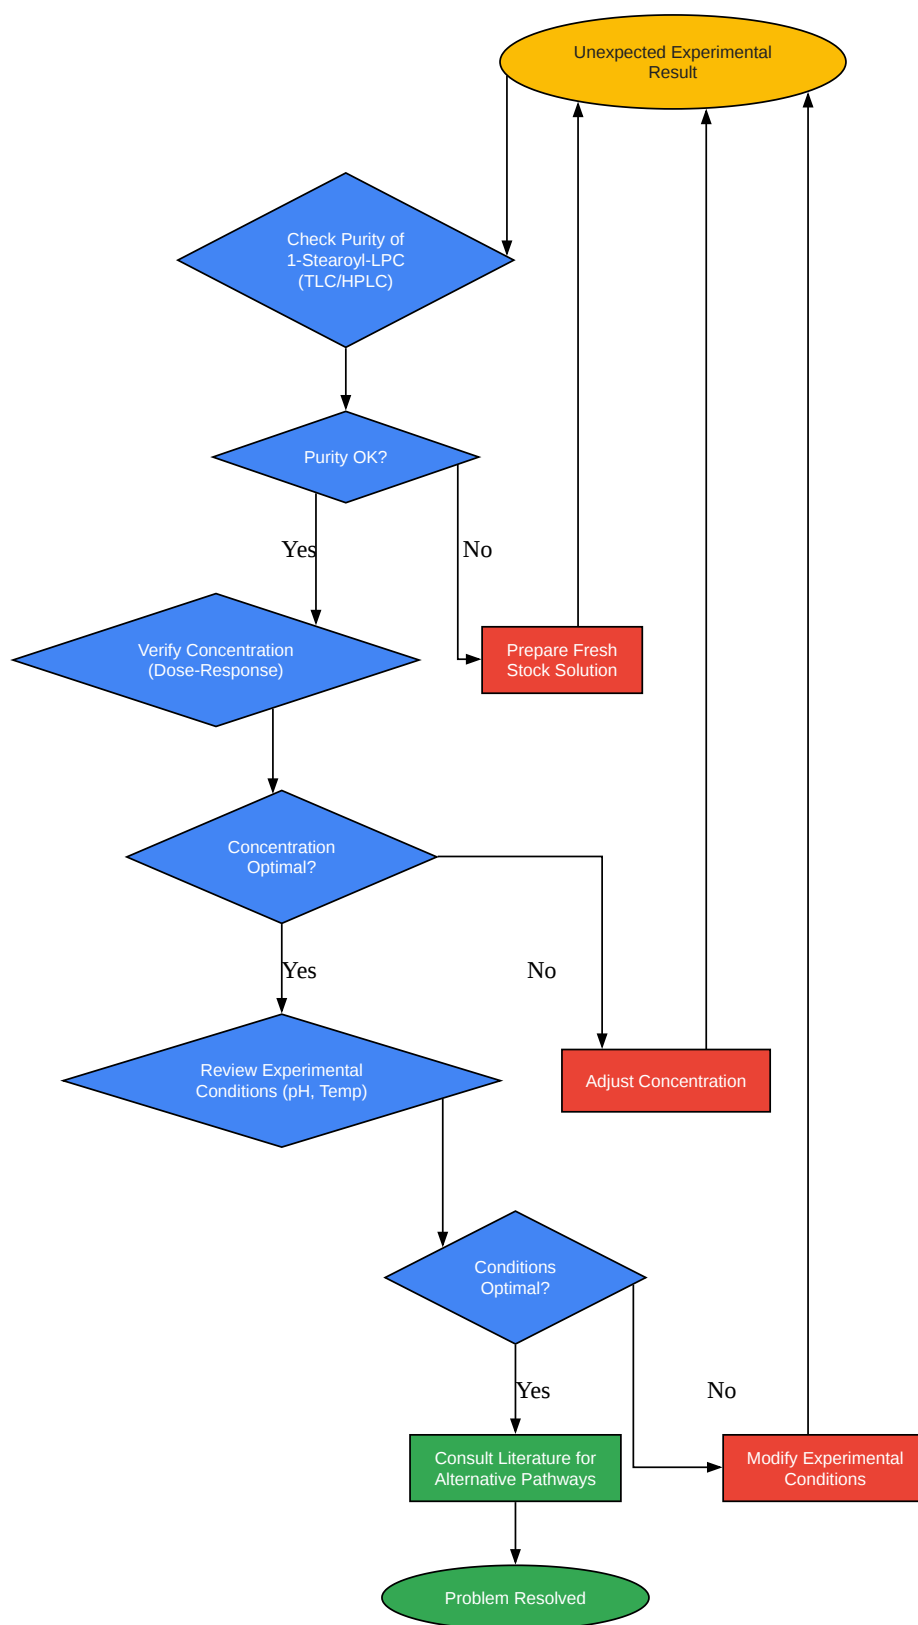 Unexpected Experimental
Result
Check Purity of
1-Stearoyl-LPC
(TLC/HPLC)
Purity OK?
Yes
No
Verify Concentration
(Dose-Response)
Prepare Fresh
Stock Solution
Concentration
Optimal?
Yes
No
Review Experimental
Conditions (pH, Temp)
Adjust Concentration
Conditions
Optimal?
Yes
No
Consult Literature for
Alternative Pathways
Modify Experimental
Conditions
Problem Resolved